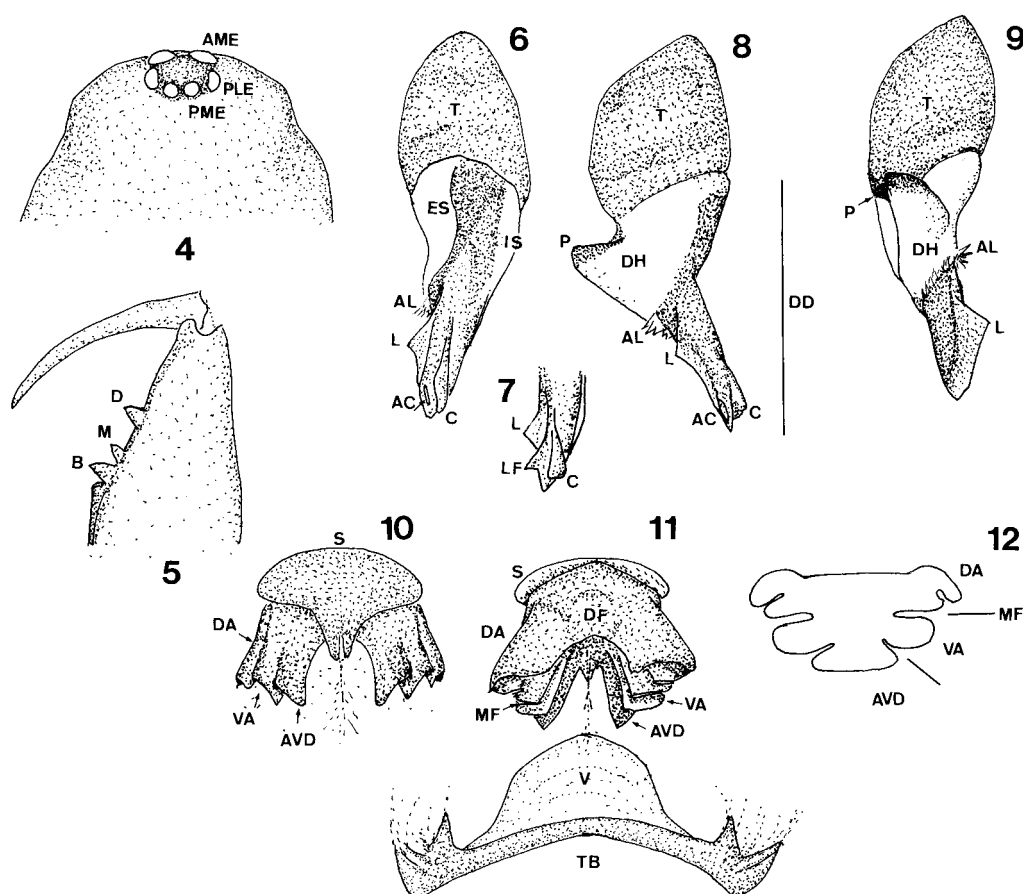 AME
PLE
PME
4
6
T
ES
IS
AL
L
AC
C
8
T
P
DH
AL
L
AC
C
DD
9
P
DH
AL
L
7
L
LF
C
D
M
B
5
10
S
DA
VA
AVD
11
S
DF
DA
MF
VA
AVD
V
TB
12
DA
MF
VA
AVD